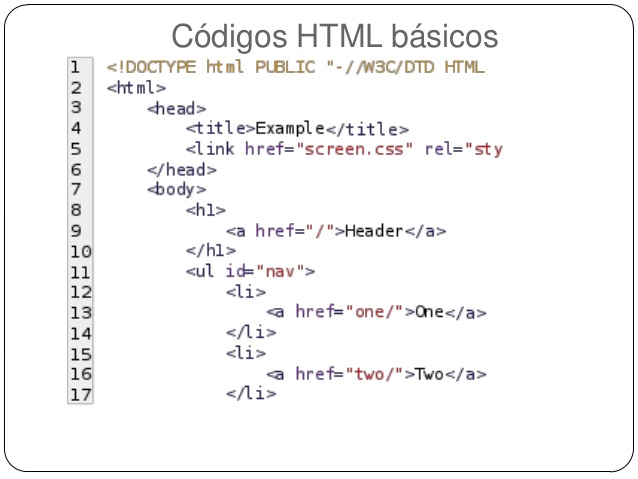 Códigos HTML básicos
1 <!DOCTYPE html PUBLIC "-//W3C/DTD HTML
2 <html>
3 <head>
4 <title>Example</title>
5 <link href="screen.css" rel="sty
6 </head>
7 <body>
8 <h1>
9 <a href="/">Header</a>
10 </h1>
11 <ul id="nav">
12 <li>
13 <a href="one/">One</a>
14 </li>
15 <li>
16 <a href="two/">Two</a>
17 </li>